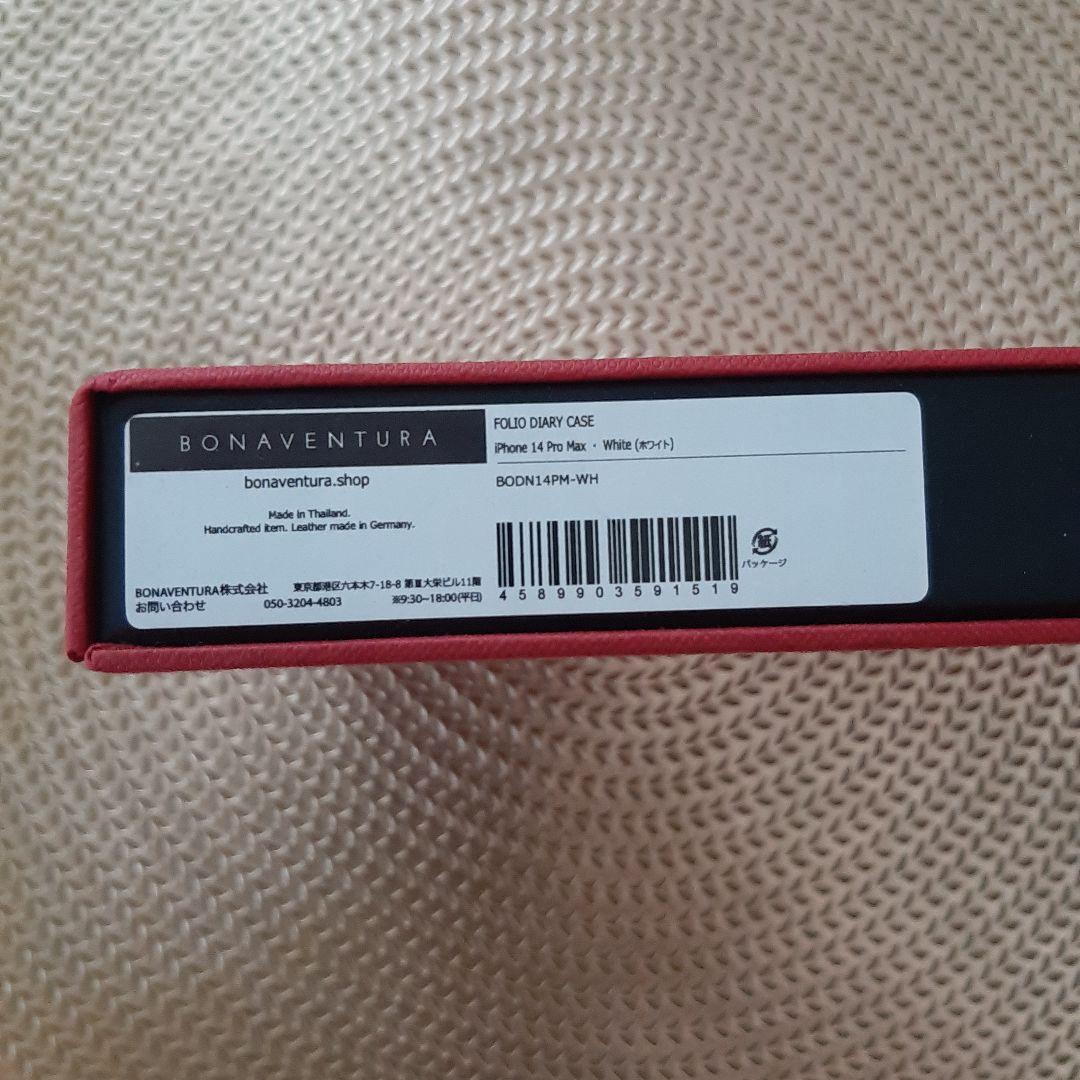 BONAVENTURA
bonaventura.shop
Made in Thailand.
Handcrafted item. Leather made in Germany.
BONAVENTURA株式会社 東京都港区六本木7-18-8 第Ⅲ大栄ビル11階
お問い合わせ 050-3204-4803 ※9:30~18:00(平日)
FOLIO DIARY CASE
iPhone 14 Pro Max ・ White (ホワイト)
BODN14PM-WH
4589903591519
紙
パッケージ